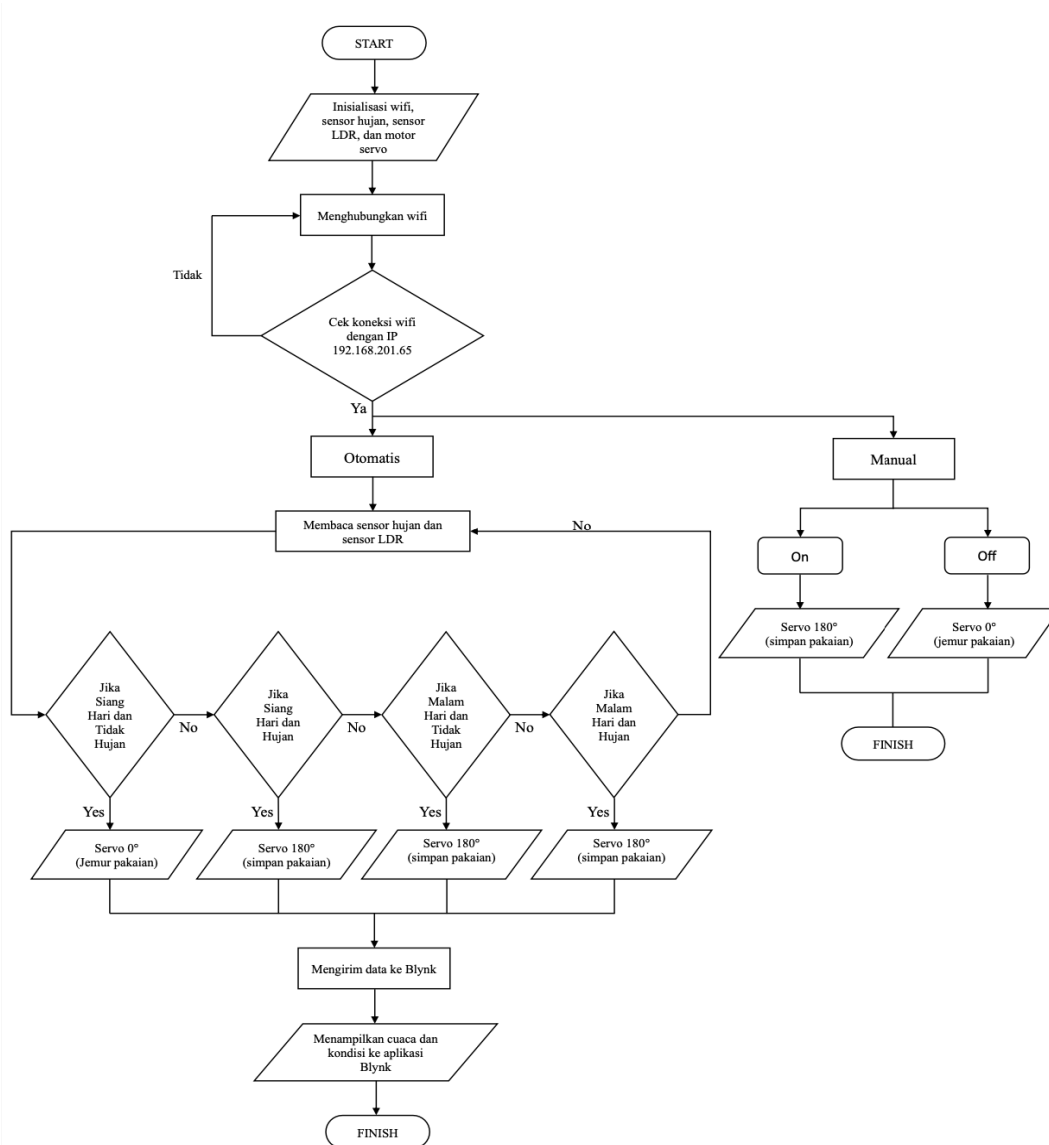 START
Inisialisasi wifi,
sensor hujan, sensor
LDR, dan motor
servo
Menghubungkan wifi
Tidak
Cek koneksi wifi
dengan IP
192.168.201.65
Ya
Otomatis
Manual
Membaca sensor hujan dan
sensor LDR
No
On
Off
Servo 180°
(simpan pakaian)
Servo 0°
(jemur pakaian)
FINISH
Jika
Siang
Hari dan
Tidak
Hujan
No
Jika
Siang
Hari dan
Hujan
No
Jika
Malam
Hari dan
Tidak
Hujan
No
Jika
Malam
Hari dan
Hujan
Yes
Yes
Yes
Yes
Servo 0°
(Jemur pakaian)
Servo 180°
(simpan pakaian)
Servo 180°
(simpan pakaian)
Servo 180°
(simpan pakaian)
Mengirim data ke Blynk
Menampilkan cuaca dan
kondisi ke aplikasi
Blynk
FINISH